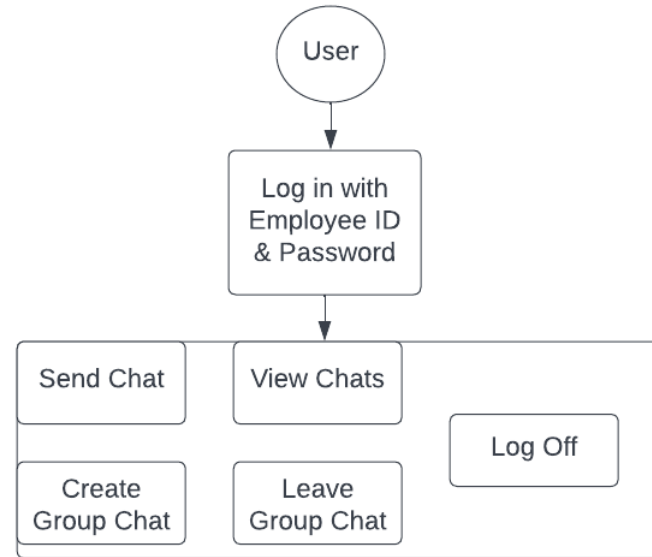 User
Log in with
Employee ID
& Password
Send Chat
View Chats
Log Off
Create
Group Chat
Leave
Group Chat